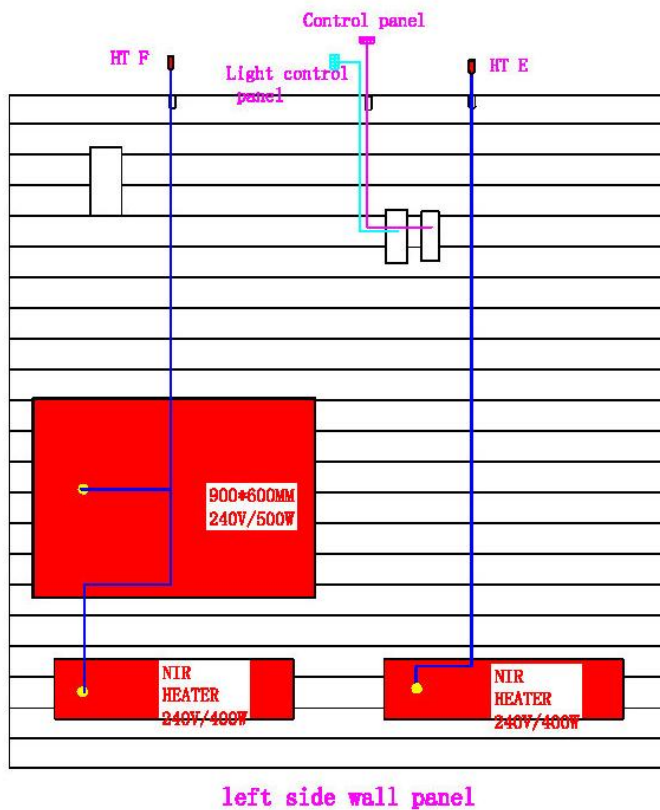 Control panel
HT F
Light control
panel
HT E
900*600MM
240V/500W
NIR
HEATER
240V/400W
NIR
HEATER
240V/400W
left side wall panel